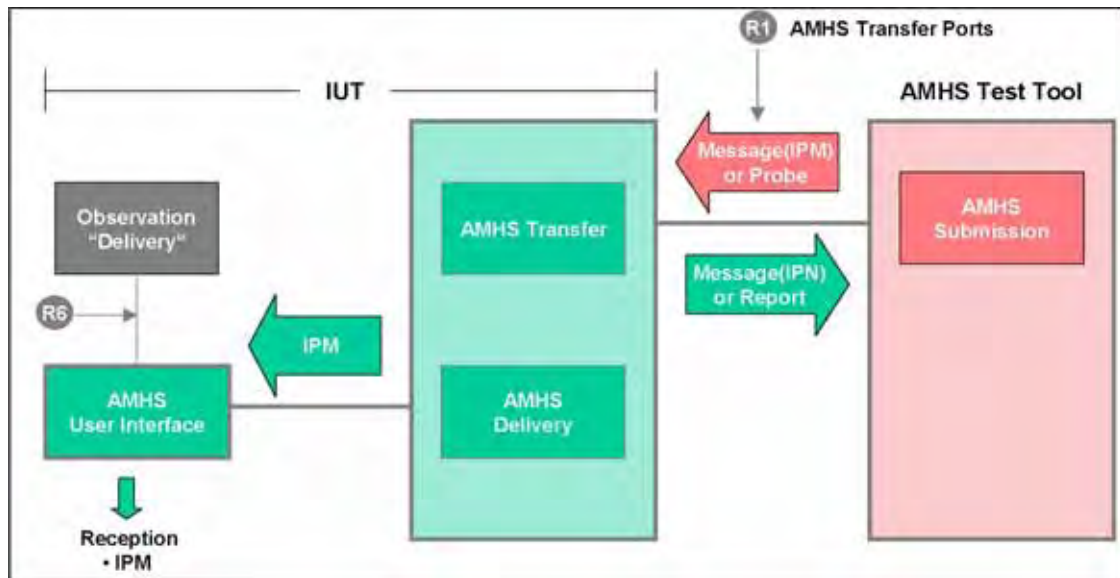 R1 AMHS Transfer Ports
IUT
AMHS Test Tool
Message(IPM)
or Probe
Observation
"Delivery"
AMHS Transfer
AMHS
Submission
Message(IPN)
or Report
R6
IPM
AMHS
User Interface
AMHS
Delivery
Reception
• IPM